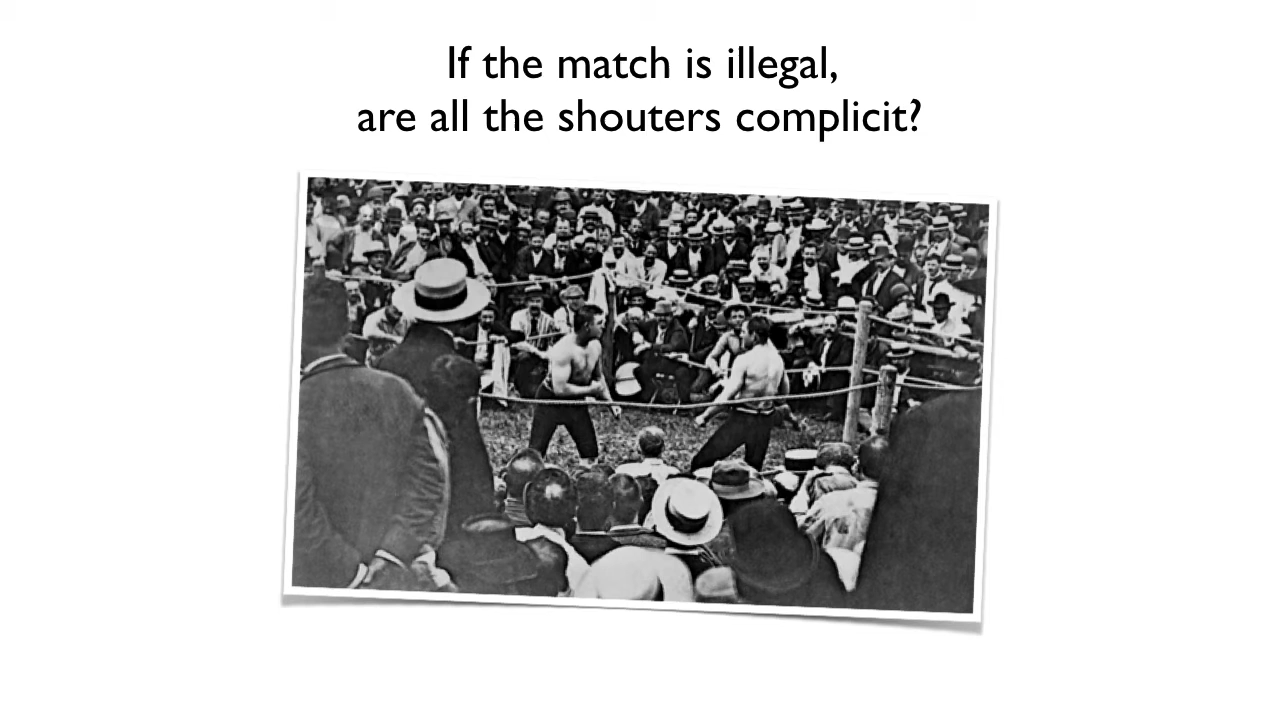 If the match is illegal,
are all the shouters complicit?